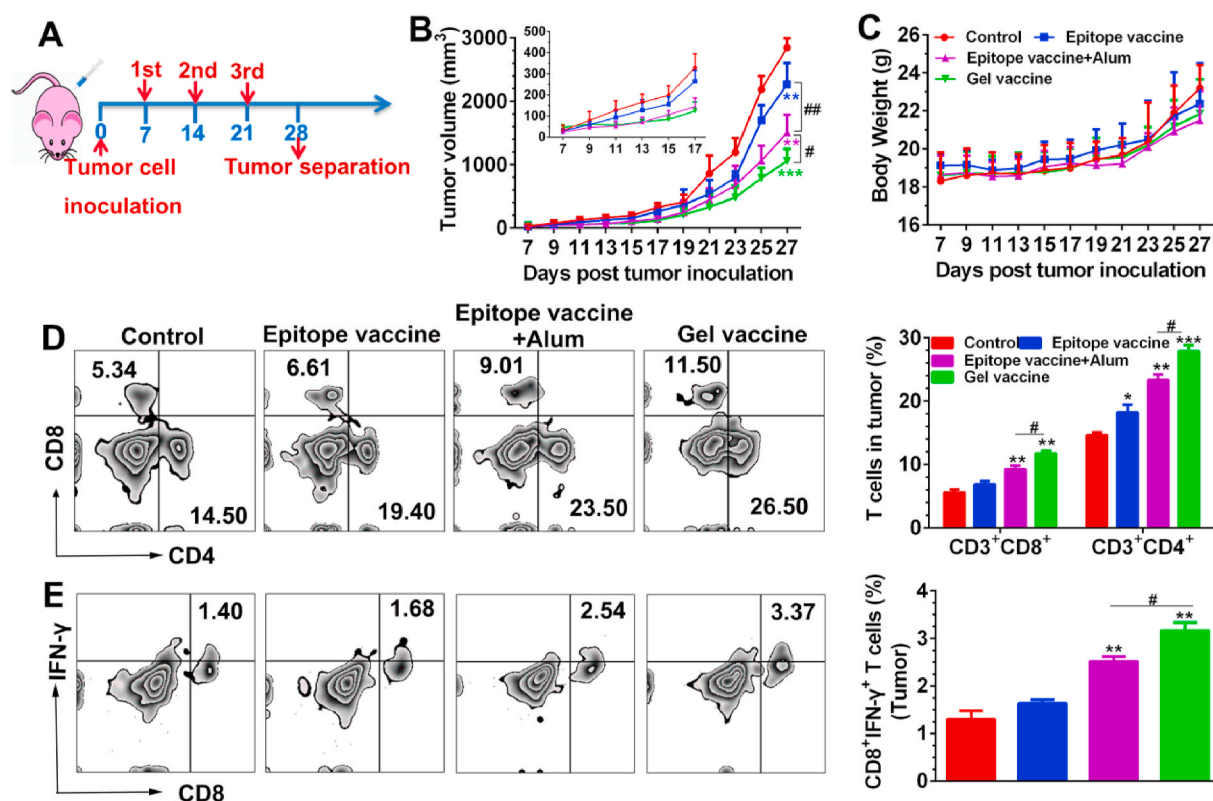 A
1st 2nd 3rd
0 7 14 21 28
Tumor cell
inoculation
Tumor separation
B
Tumor volume (mm3)
3000
2000
1000
0
500
400
300
200
100
0
7 9 11 13 15 17
**
##
**
#
***
7 9 11 13 15 17 19 21 23 25 27
Days post tumor inoculation
C
Control Epitope vaccine
Epitope vaccine+Alum
Gel vaccine
Body Weight (g)
26
24
22
20
18
16
7 9 11 13 15 17 19 21 23 25 27
Days post tumor inoculation
D
Control
Epitope vaccine
Epitope vaccine
+Alum
Gel vaccine
5.34
6.61
9.01
11.50
14.50
19.40
23.50
26.50
CD8
CD4
T cells in tumor (%)
30
20
10
0
Control Epitope vaccine
Epitope vaccine+Alum
Gel vaccine
#
** **
#
* ** ***
CD3+CD8+ CD3+CD4+
E
1.40
1.68
2.54
3.37
IFN-γ
CD8
CD8+IFN-γ+ T cells (%)
(Tumor)
4
3
2
1
0
#
** **